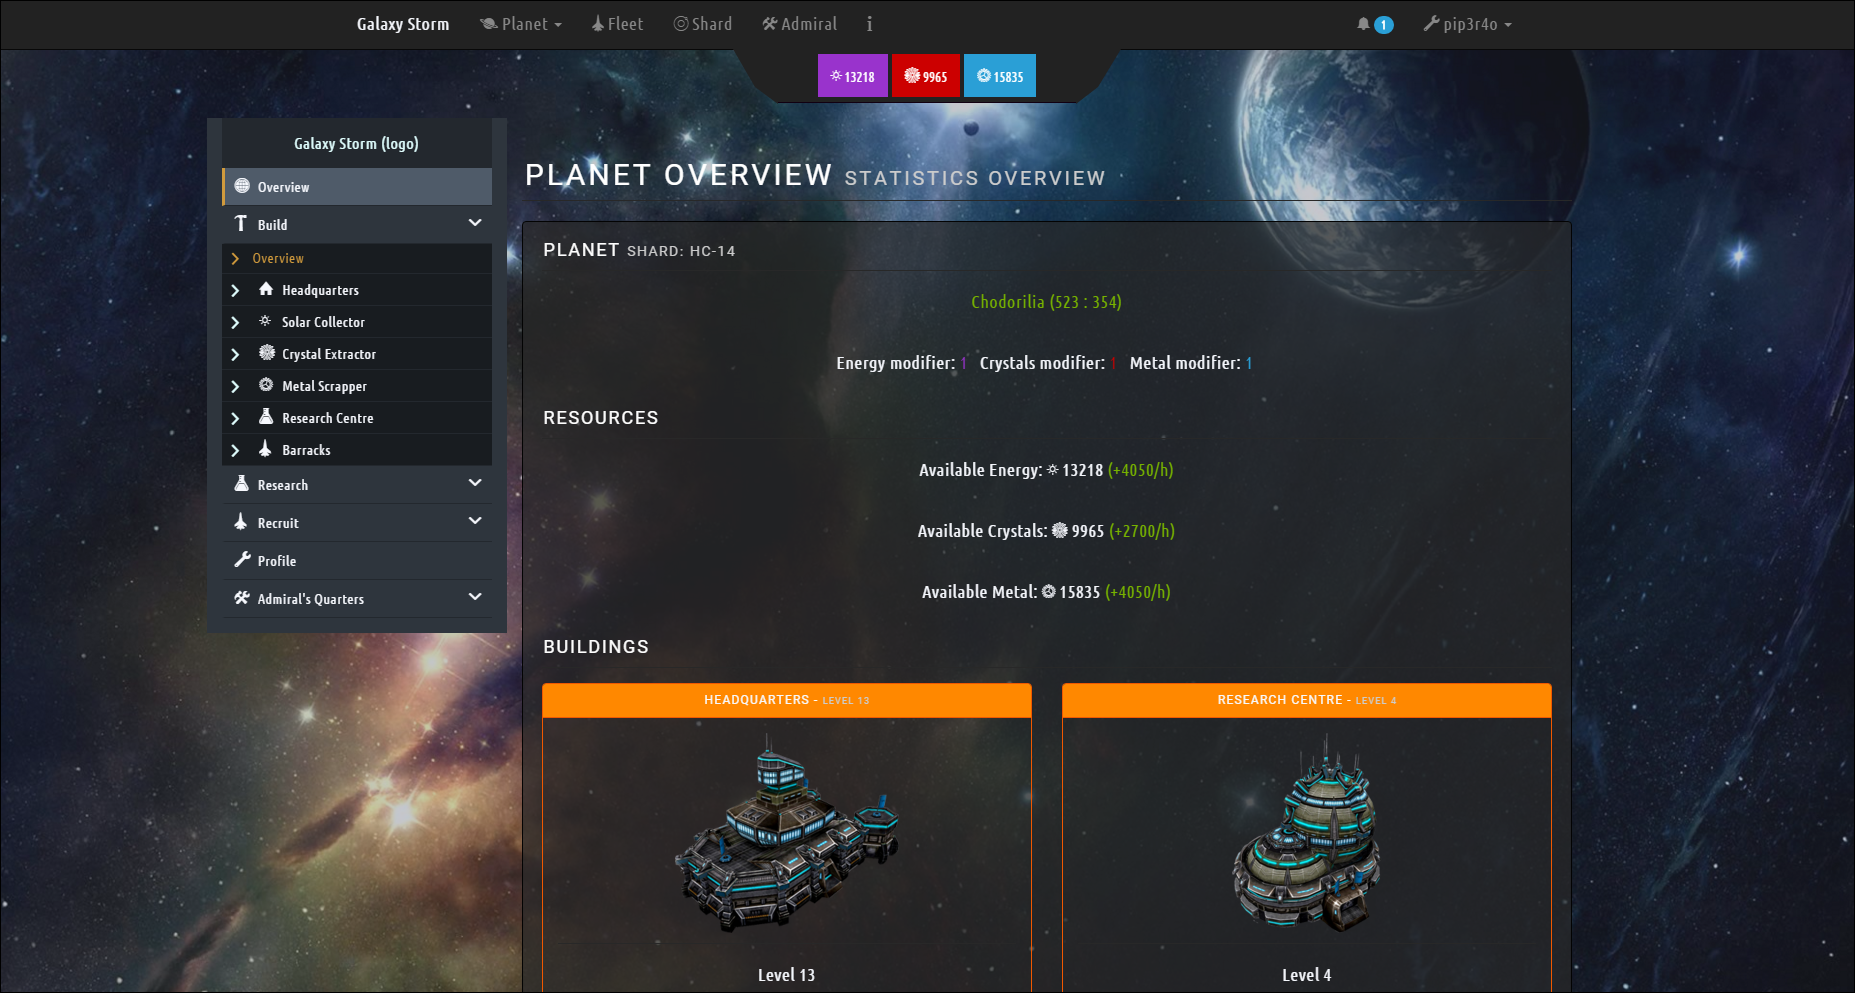 Galaxy Storm Planet Fleet Shard Admiral i 1 pip3r4o
13218 9965 15835
Galaxy Storm (logo)
Overview
Build
Overview
Headquarters
Solar Collector
Crystal Extractor
Metal Scrapper
Research Centre
Barracks
Research
Recruit
Profile
Admiral's Quarters
PLANET OVERVIEW STATISTICS OVERVIEW
PLANET SHARD: HC-14
Chodorilia (523 : 354)
Energy modifier: 1 Crystals modifier: 1 Metal modifier: 1
RESOURCES
Available Energy: 13218 (+4050/h)
Available Crystals: 9965 (+2700/h)
Available Metal: 15835 (+4050/h)
BUILDINGS
HEADQUARTERS - LEVEL 13
RESEARCH CENTRE - LEVEL 4
Level 13
Level 4